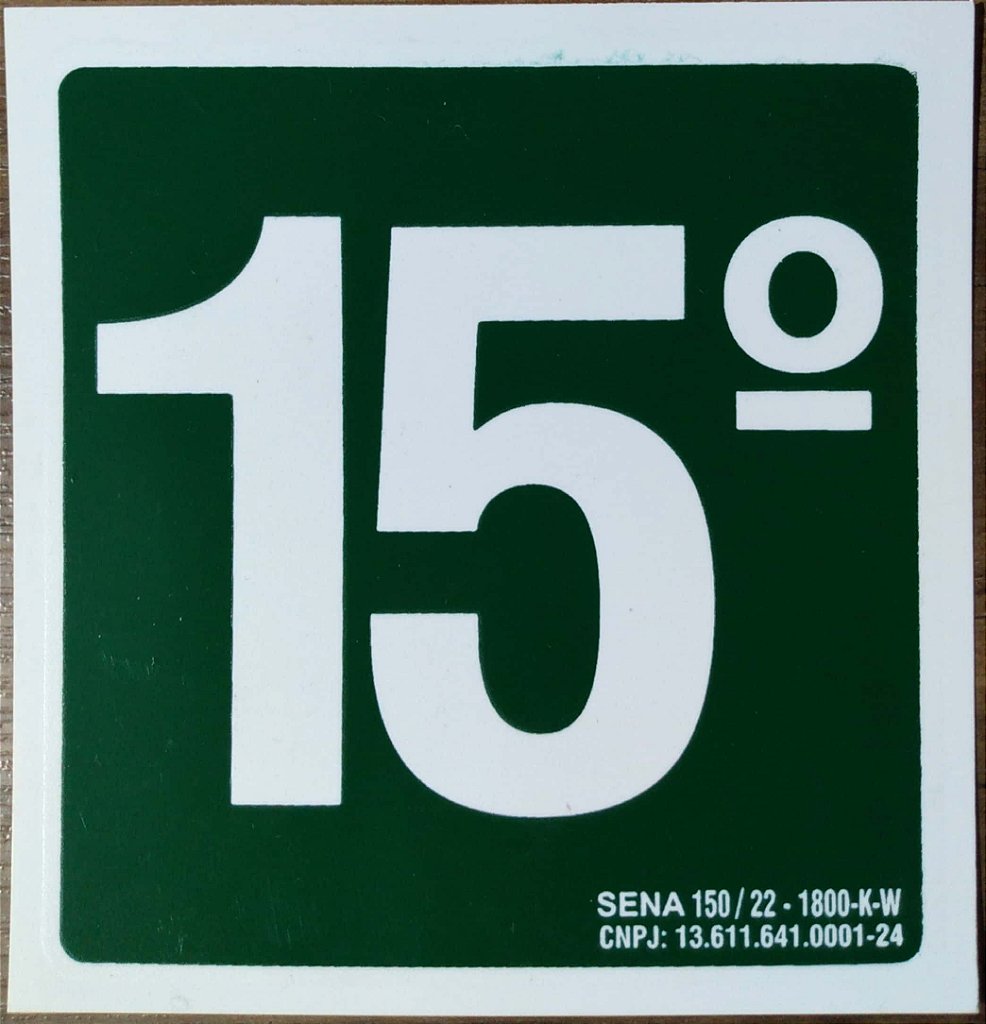 15º
SENA 150 / 22 - 1800-K-W
CNPJ: 13.611.641.0001-24